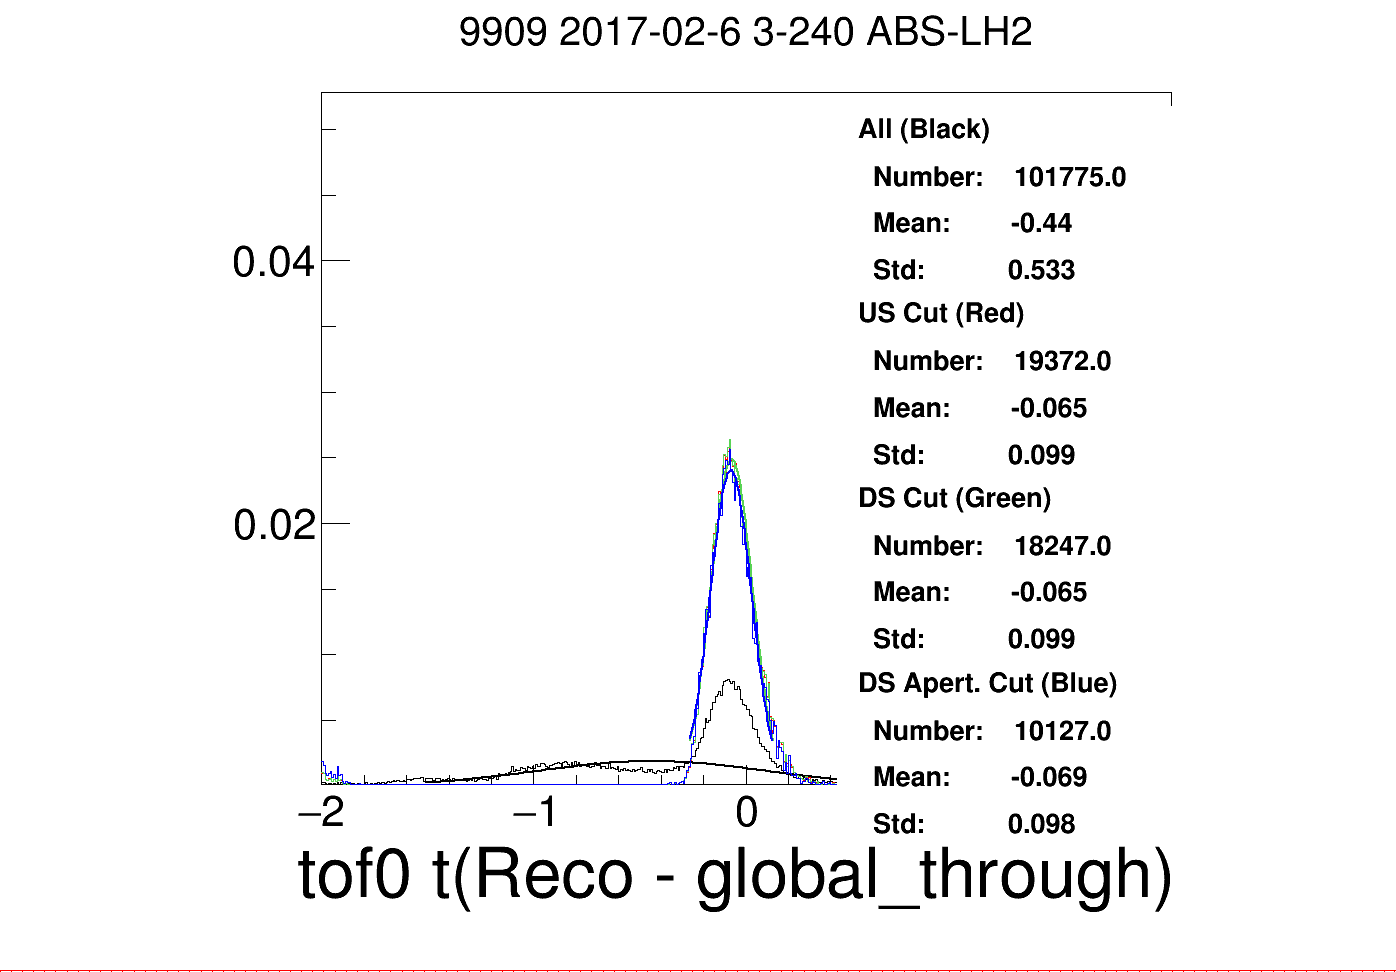 9909 2017-02-6 3-240 ABS-LH2
All (Black)
Number: 101775.0
Mean: -0.44
Std: 0.533
US Cut (Red)
Number: 19372.0
Mean: -0.065
Std: 0.099
DS Cut (Green)
Number: 18247.0
Mean: -0.065
Std: 0.099
DS Apert. Cut (Blue)
Number: 10127.0
Mean: -0.069
Std: 0.098
0.04
0.02
−2 −1 0
tof0 t(Reco - global_through)